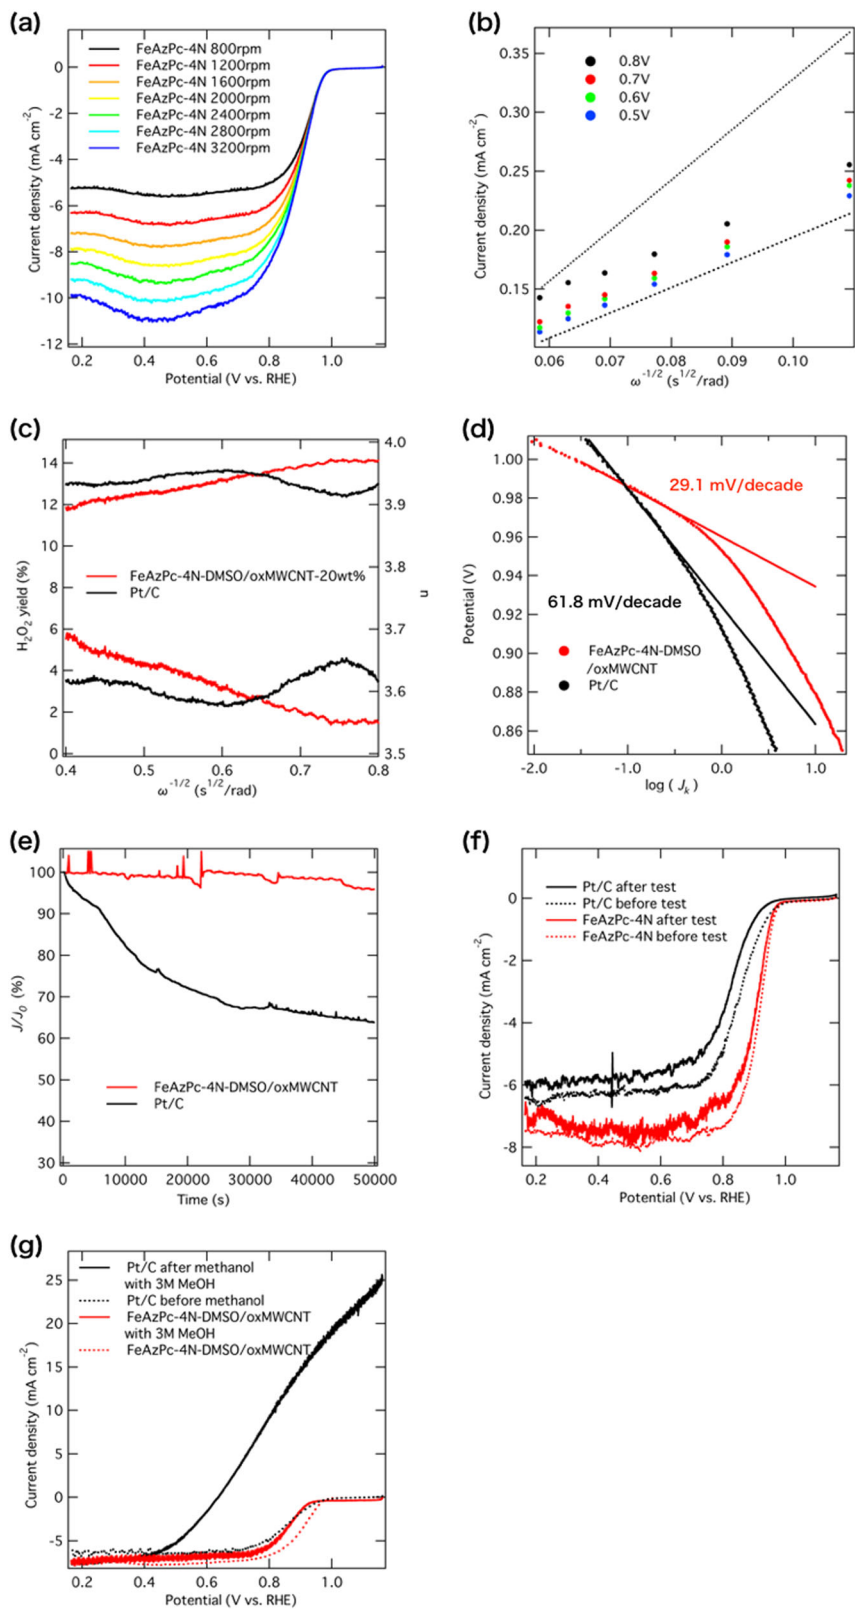 (a)
FeAzPc-4N 800rpm
FeAzPc-4N 1200rpm
FeAzPc-4N 1600rpm
FeAzPc-4N 2000rpm
FeAzPc-4N 2400rpm
FeAzPc-4N 2800rpm
FeAzPc-4N 3200rpm
Current density (mA cm⁻²)
0
-2
-4
-6
-8
-10
-12
0.2 0.4 0.6 0.8 1.0
Potential (V vs. RHE)
(b)
0.8V
0.7V
0.6V
0.5V
Current density (mA cm⁻²)
0.35
0.30
0.25
0.20
0.15
0.06 0.07 0.08 0.09 0.10
ω⁻¹/² (s¹/²/rad)
(c)
H₂O₂ yield (%)
14
12
10
8
6
4
2
0
4.0
3.9
3.8
3.7
3.6
3.5
n
FeAzPc-4N-DMSO/oxMWCNT-20wt%
Pt/C
0.4 0.5 0.6 0.7 0.8
ω⁻¹/² (s¹/²/rad)
(d)
Potential (V)
1.00
0.98
0.96
0.94
0.92
0.90
0.88
0.86
29.1 mV/decade
61.8 mV/decade
FeAzPc-4N-DMSO
/oxMWCNT
Pt/C
-2.0 -1.0 0.0 1.0
log ( Jₖ )
(e)
J/J₀ (%)
100
90
80
70
60
50
40
30
FeAzPc-4N-DMSO/oxMWCNT
Pt/C
0 10000 20000 30000 40000 50000
Time (s)
(f)
Pt/C after test
Pt/C before test
FeAzPc-4N after test
FeAzPc-4N before test
Current density (mA cm⁻²)
0
-2
-4
-6
-8
0.2 0.4 0.6 0.8 1.0
Potential (V vs. RHE)
(g)
Pt/C after methanol
with 3M MeOH
Pt/C before methanol
FeAzPc-4N-DMSO/oxMWCNT
with 3M MeOH
FeAzPc-4N-DMSO/oxMWCNT
Current density (mA cm⁻²)
25
20
15
10
5
0
-5
0.2 0.4 0.6 0.8 1.0
Potential (V vs. RHE)